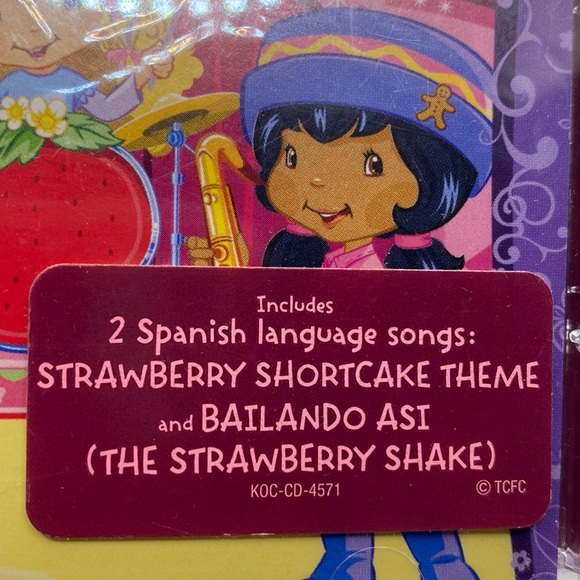 Includes
2 Spanish language songs:
STRAWBERRY SHORTCAKE THEME
and BAILANDO ASI
(THE STRAWBERRY SHAKE)
KOC-CD-4571 © TCFC